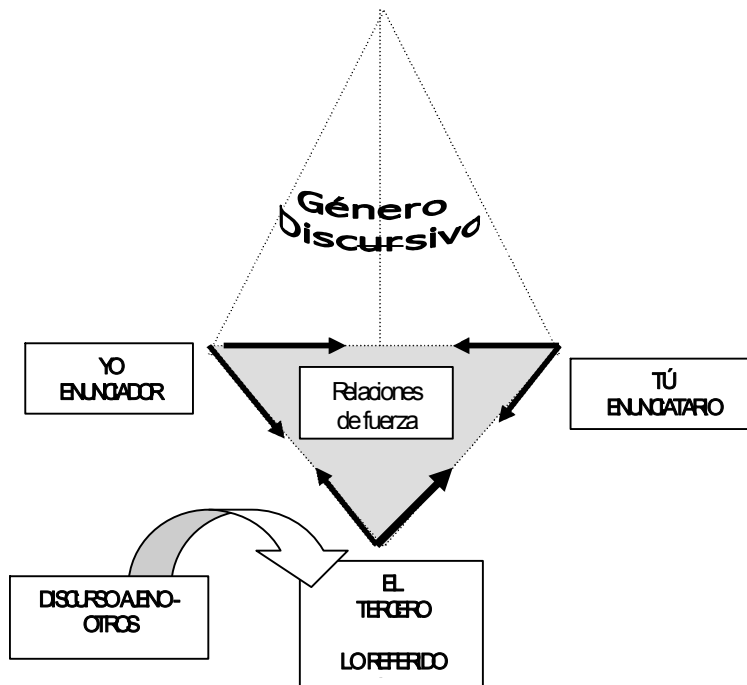 Género
Discursivo
YO
ENUNCIADOR
Relaciones
de fuerza
TÚ
ENUNCIATARIO
DISCURSO AJENO-
OTROS
EL
TERCERO
LO REFERIDO